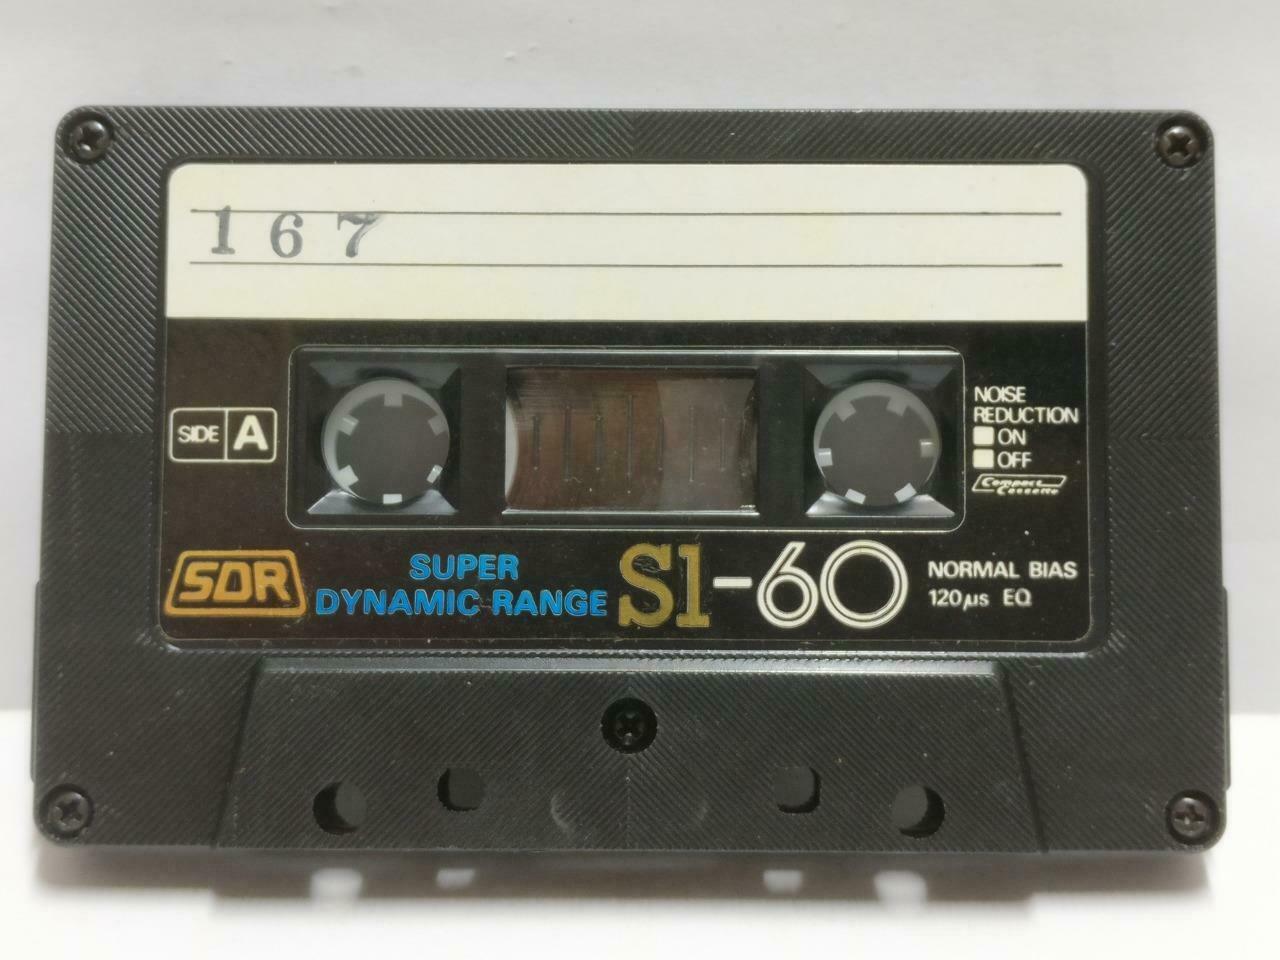 167
SIDE A
NOISE
REDUCTION
ON
OFF
Compact
Cassette
SDR
SUPER
DYNAMIC RANGE
S1-60
NORMAL BIAS
120µs EQ